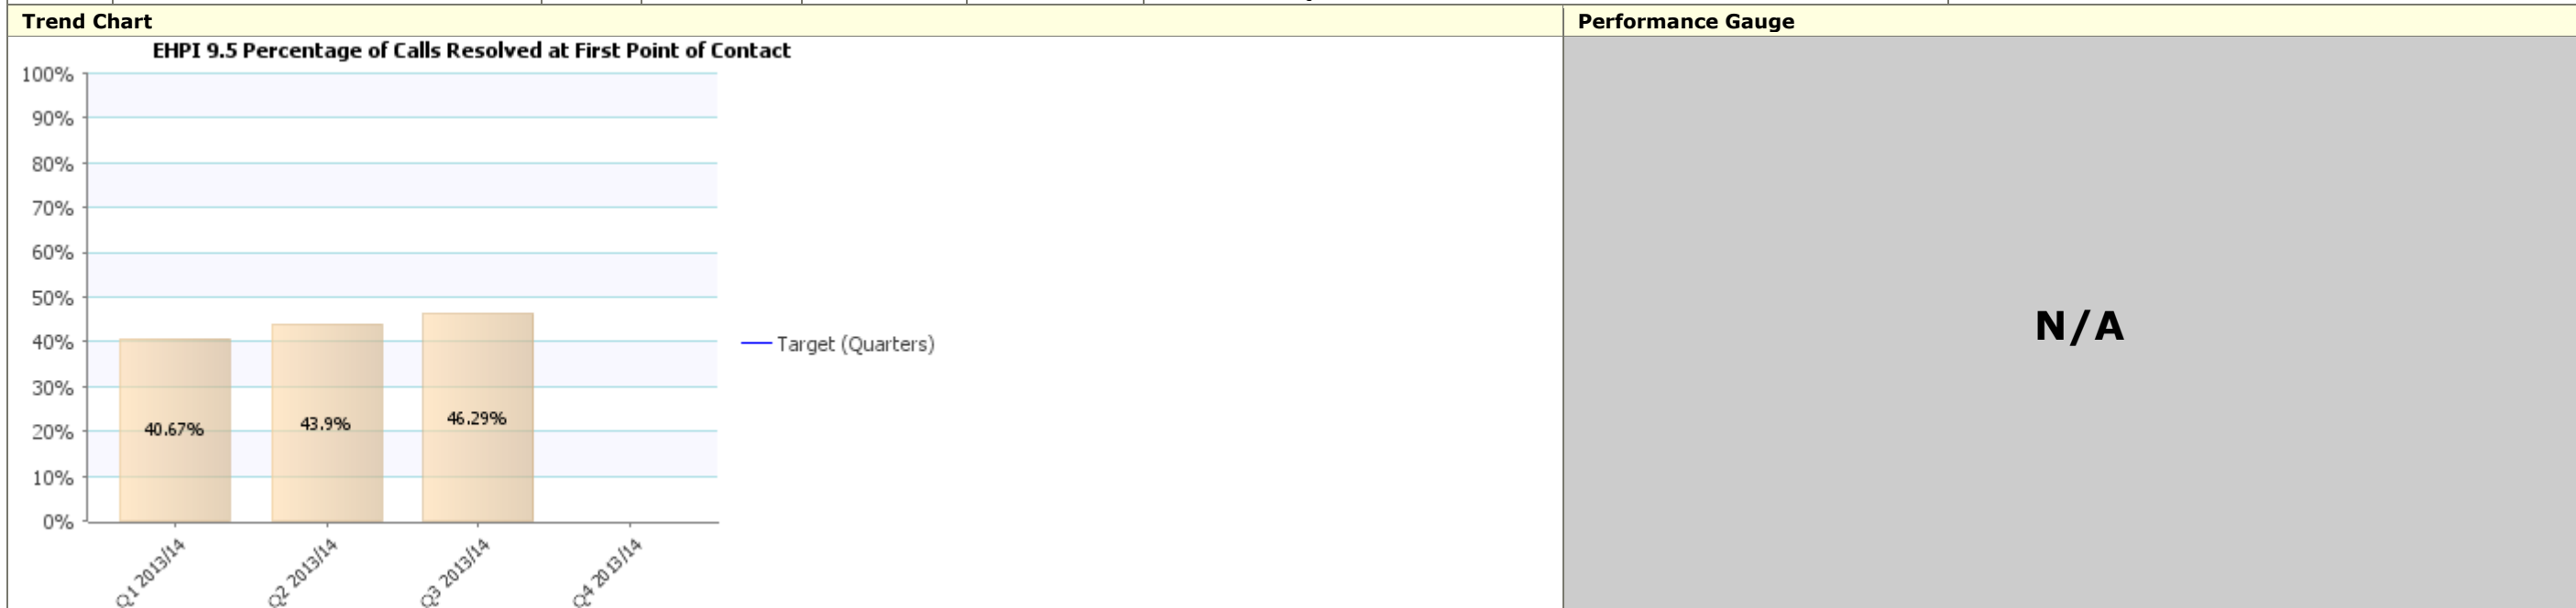 Trend Chart
Performance Gauge
EHPI 9.5 Percentage of Calls Resolved at First Point of Contact
100%
90%
80%
70%
60%
50%
40%
30%
20%
10%
0%
40.67%
43.9%
46.29%
Q1 2013/14
Q2 2013/14
Q3 2013/14
Q4 2013/14
Target (Quarters)
N/A